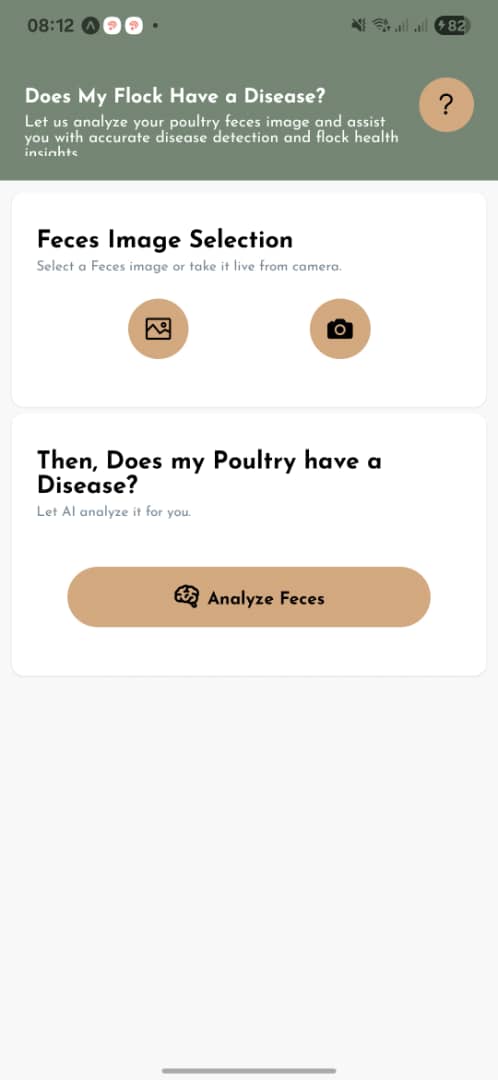 08:12
82
Does My Flock Have a Disease?
?
Let us analyze your poultry feces image and assist
you with accurate disease detection and flock health
insights
Feces Image Selection
Select a Feces image or take it live from camera.
Then, Does my Poultry have a
Disease?
Let AI analyze it for you.
Analyze Feces